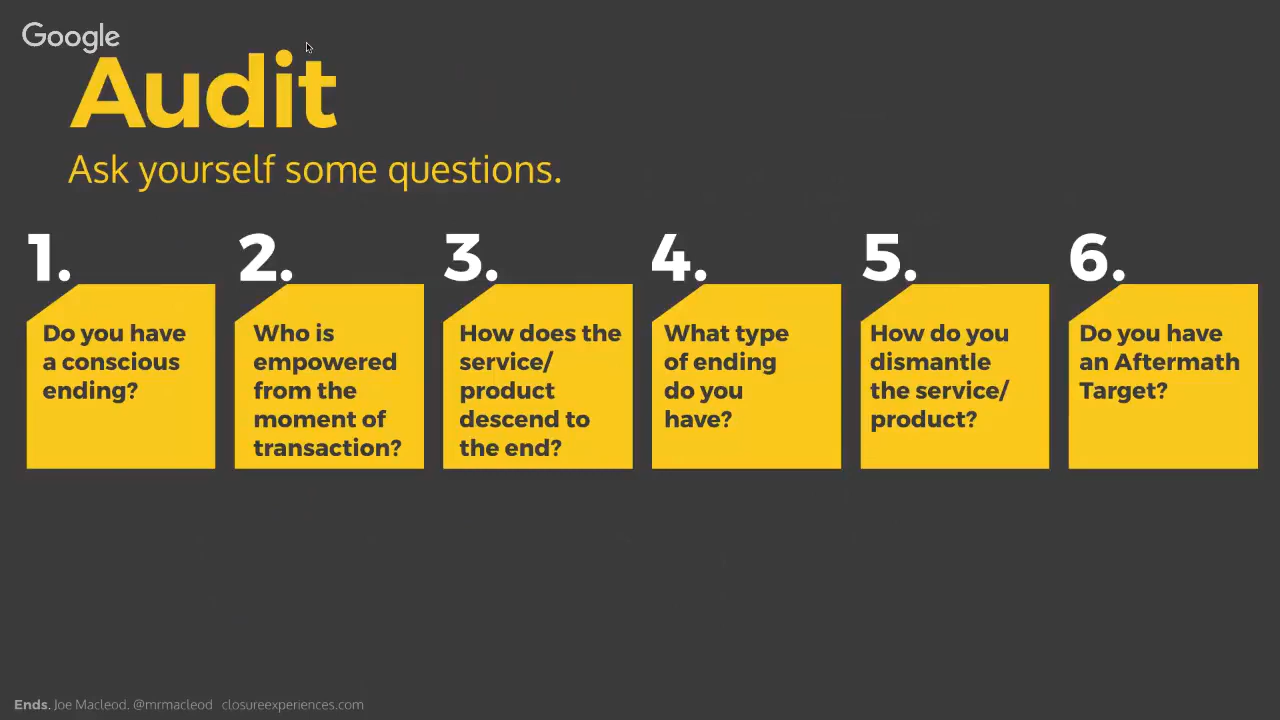 Google
Audit
Ask yourself some questions.
1.
Do you have
a conscious
ending?
2.
Who is
empowered
from the
moment of
transaction?
3.
How does the
service/
product
descend to
the end?
4.
What type
of ending
do you
have?
5.
How do you
dismantle
the service/
product?
6.
Do you have
an Aftermath
Target?
Ends. Joe Macleod. @mrmacleod closureexperiences.com